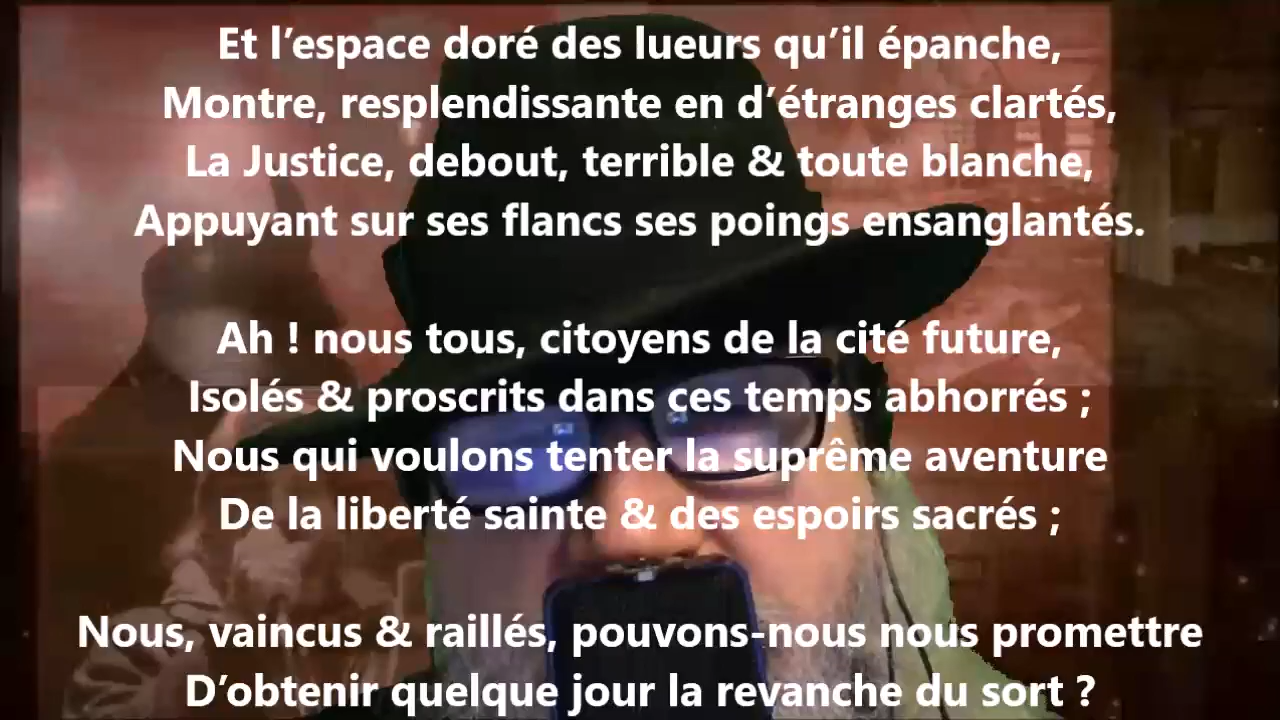 Et l’espace doré des lueurs qu’il épanche,
Montre, resplendissante en d’étranges clartés,
La Justice, debout, terrible & toute blanche,
Appuyant sur ses flancs ses poings ensanglantés.
Ah ! nous tous, citoyens de la cité future,
Isolés & proscrits dans ces temps abhorrés ;
Nous qui voulons tenter la suprême aventure
De la liberté sainte & des espoirs sacrés ;
Nous, vaincus & raillés, pouvons-nous nous promettre
D’obtenir quelque jour la revanche du sort ?